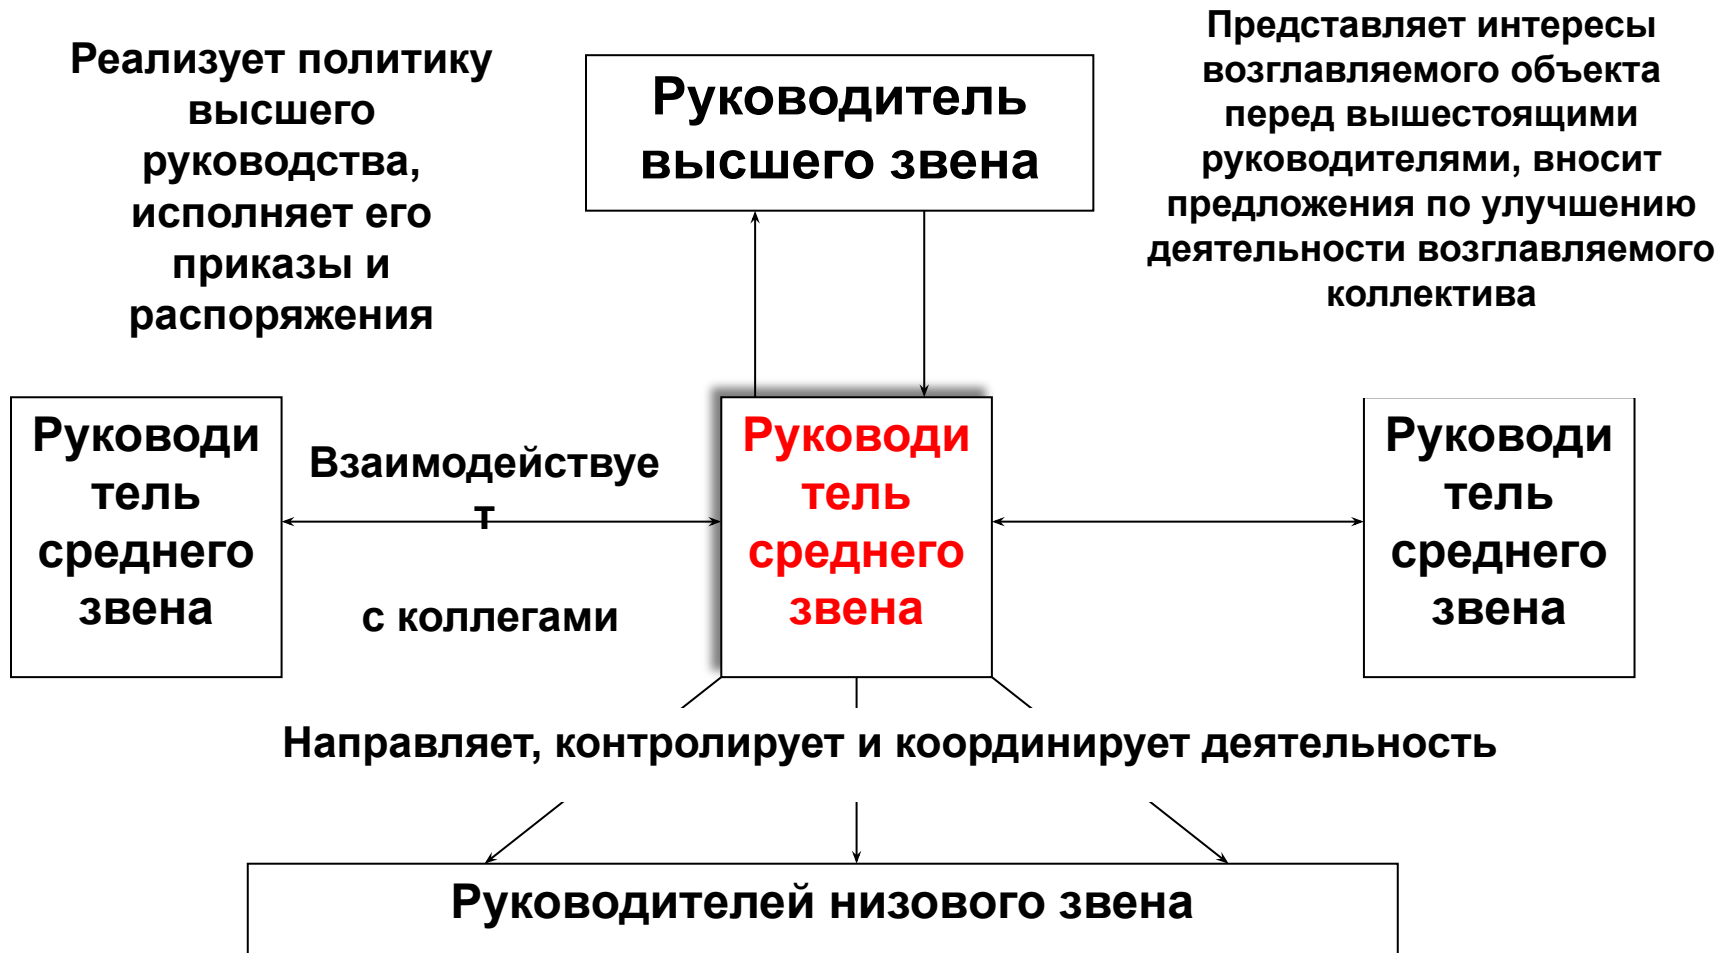 Реализует политику
высшего
руководства,
исполняет его
приказы и
распоряжения
Руководитель
высшего звена
Представляет интересы
возглавляемого объекта
перед вышестоящими
руководителями, вносит
предложения по улучшению
деятельности возглавляемого
коллектива
Руководи
тель
среднего
звена
Взаимодействуе
т
с коллегами
Руководи
тель
среднего
звена
Руководи
тель
среднего
звена
Направляет, контролирует и координирует деятельность
Руководителей низового звена